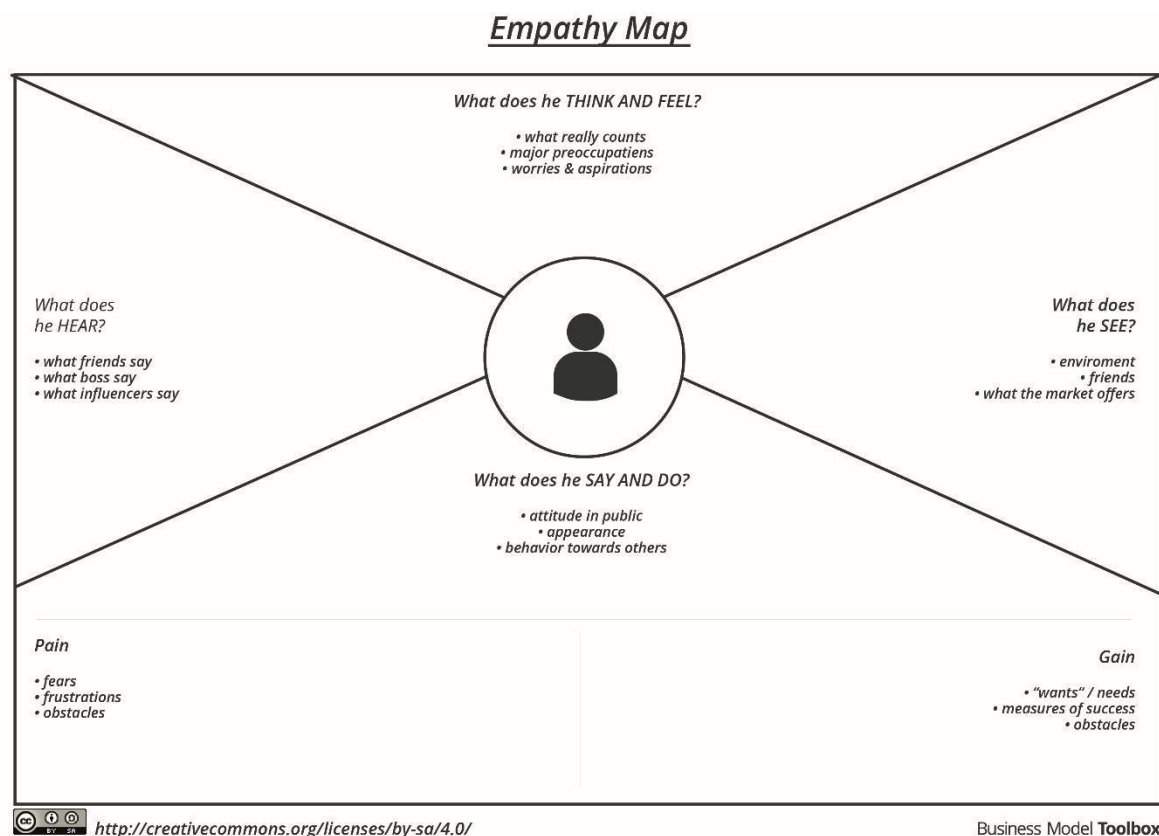 Empathy Map
What does he THINK AND FEEL?
• what really counts
• major preoccupatiens
• worries & aspirations
What does
he HEAR?
• what friends say
• what boss say
• what influencers say
What does
he SEE?
• enviroment
• friends
• what the market offers
What does he SAY AND DO?
• attitude in public
• appearance
• behavior towards others
Pain
• fears
• frustrations
• obstacles
Gain
• “wants” / needs
• measures of success
• obstacles
cc BY SA
http://creativecommons.org/licenses/by-sa/4.0/
Business Model Toolbox